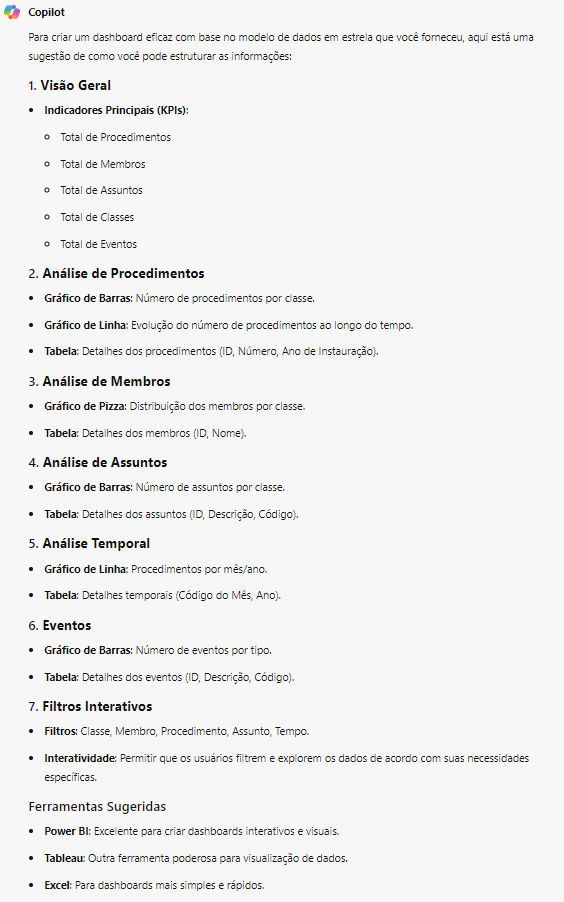 Copilot
Para criar um dashboard eficaz com base no modelo de dados em estrela que você forneceu, aqui está uma
sugestão de como você pode estruturar as informações:
1. Visão Geral
• Indicadores Principais (KPIs):
○ Total de Procedimentos
○ Total de Membros
○ Total de Assuntos
○ Total de Classes
○ Total de Eventos
2. Análise de Procedimentos
• Gráfico de Barras: Número de procedimentos por classe.
• Gráfico de Linha: Evolução do número de procedimentos ao longo do tempo.
• Tabela: Detalhes dos procedimentos (ID, Número, Ano de Instauração).
3. Análise de Membros
• Gráfico de Pizza: Distribuição dos membros por classe.
• Tabela: Detalhes dos membros (ID, Nome).
4. Análise de Assuntos
• Gráfico de Barras: Número de assuntos por classe.
• Tabela: Detalhes dos assuntos (ID, Descrição, Código).
5. Análise Temporal
• Gráfico de Linha: Procedimentos por mês/ano.
• Tabela: Detalhes temporais (Código do Mês, Ano).
6. Eventos
• Gráfico de Barras: Número de eventos por tipo.
• Tabela: Detalhes dos eventos (ID, Descrição, Código).
7. Filtros Interativos
• Filtros: Classe, Membro, Procedimento, Assunto, Tempo.
• Interatividade: Permitir que os usuários filtrem e explorem os dados de acordo com suas necessidades
específicas.
Ferramentas Sugeridas
• Power BI: Excelente para criar dashboards interativos e visuais.
• Tableau: Outra ferramenta poderosa para visualização de dados.
• Excel: Para dashboards mais simples e rápidos.